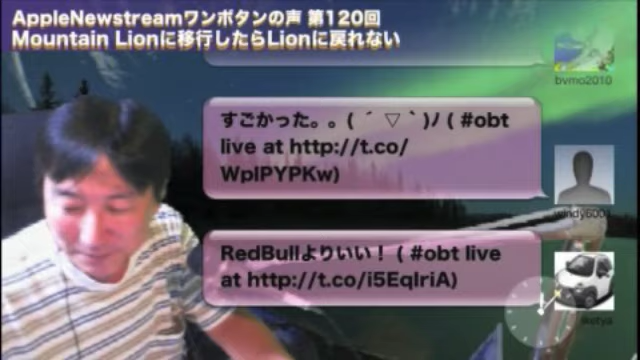 AppleNewstreamワンボタンの声 第120回
Mountain Lionに移行したらLionに戻れない
bvmo2010
すごかった。。( ´ ▽ ` )ﾉ ( #obt
live at http://t.co/
WplPYPKw)
RedBullよりいい！ ( #obt live
at http://t.co/i5EqIriA)